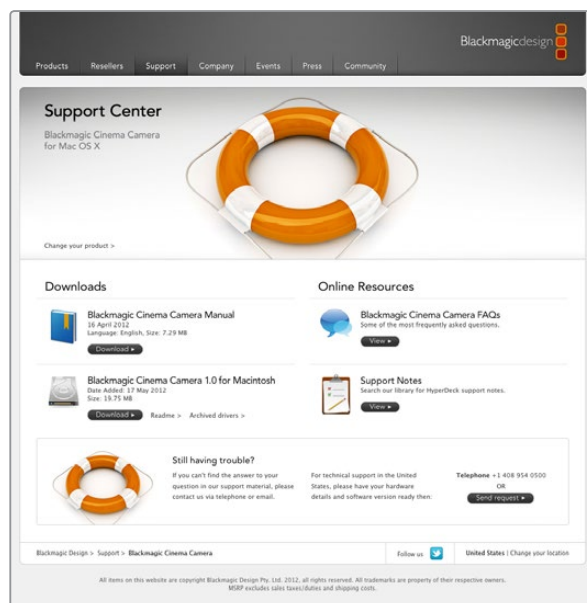 Blackmagicdesign
Products Resellers Support Company Events Press Community
Support Center
Blackmagic Cinema Camera
for Mac OS X
Change your product >
Downloads
Blackmagic Cinema Camera Manual
16 April 2012
Language: English, Size: 7.29 MB
Download
Blackmagic Cinema Camera 1.0 for Macintosh
Date Added: 17 May 2012
Size: 19.75 MB
Download Readme > Archived drivers >
Online Resources
Blackmagic Cinema Camera FAQs
Some of the most frequently asked questions.
View
Support Notes
Search our library for HyperDeck support notes.
View
Still having trouble?
If you can't find the answer to your
question in our support material, please
contact us via telephone or email.
For technical support in the United
States, please have your hardware
details and software version ready then.
Telephone +1 408 954 0500
OR
Send request
Blackmagic Design > Support > Blackmagic Cinema Camera
Follow us
United States | Change your location
All items on this website are copyright Blackmagic Design Pty. Ltd. 2012, all rights reserved. All trademarks are property of their respective owners.
MSRP excludes sales taxes/duties and shipping costs.